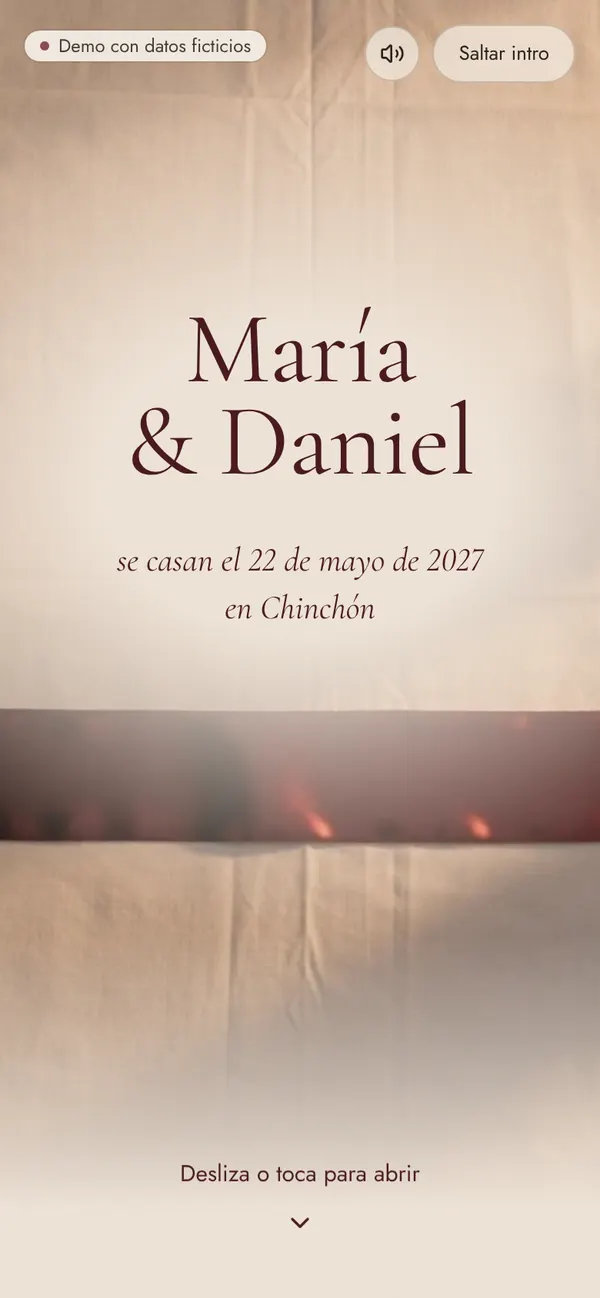 Demo con datos ficticios
Saltar intro
María
& Daniel
se casan el 22 de mayo de 2027
en Chinchón
Desliza o toca para abrir